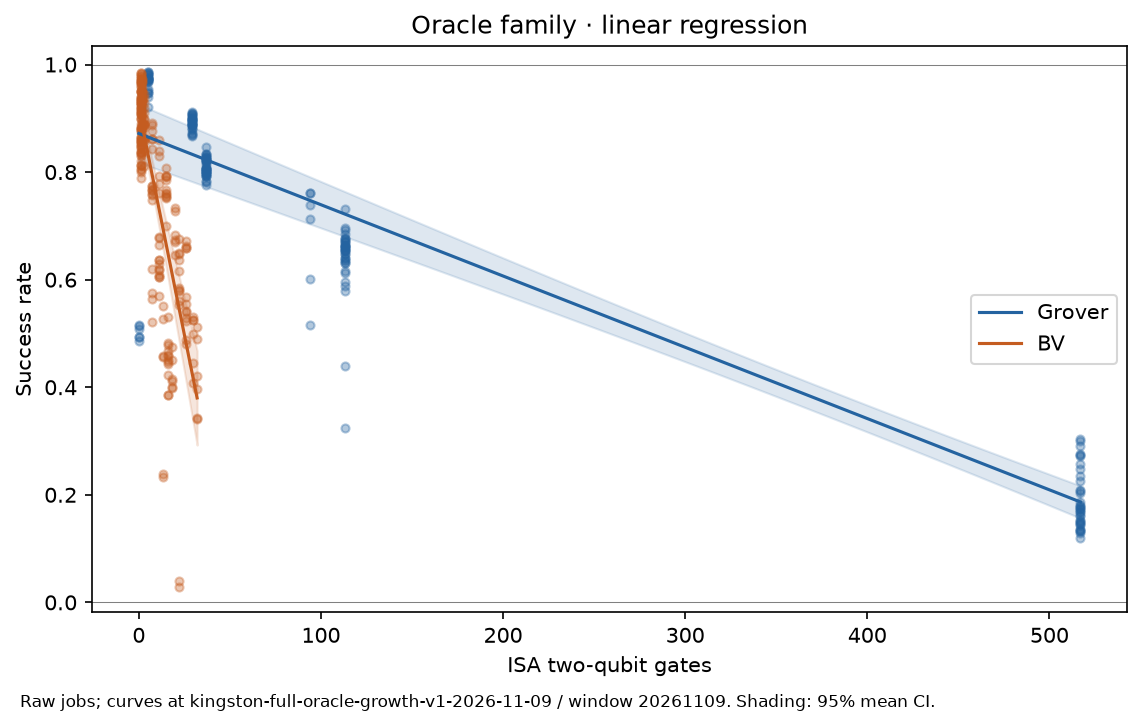 Oracle family · linear regression
1.0
0.8
0.6
0.4
0.2
0.0
Success rate
Grover
BV
0
100
200
300
400
500
ISA two-qubit gates
Raw jobs; curves at kingston-full-oracle-growth-v1-2026-11-09 / window 20261109. Shading: 95% mean CI.